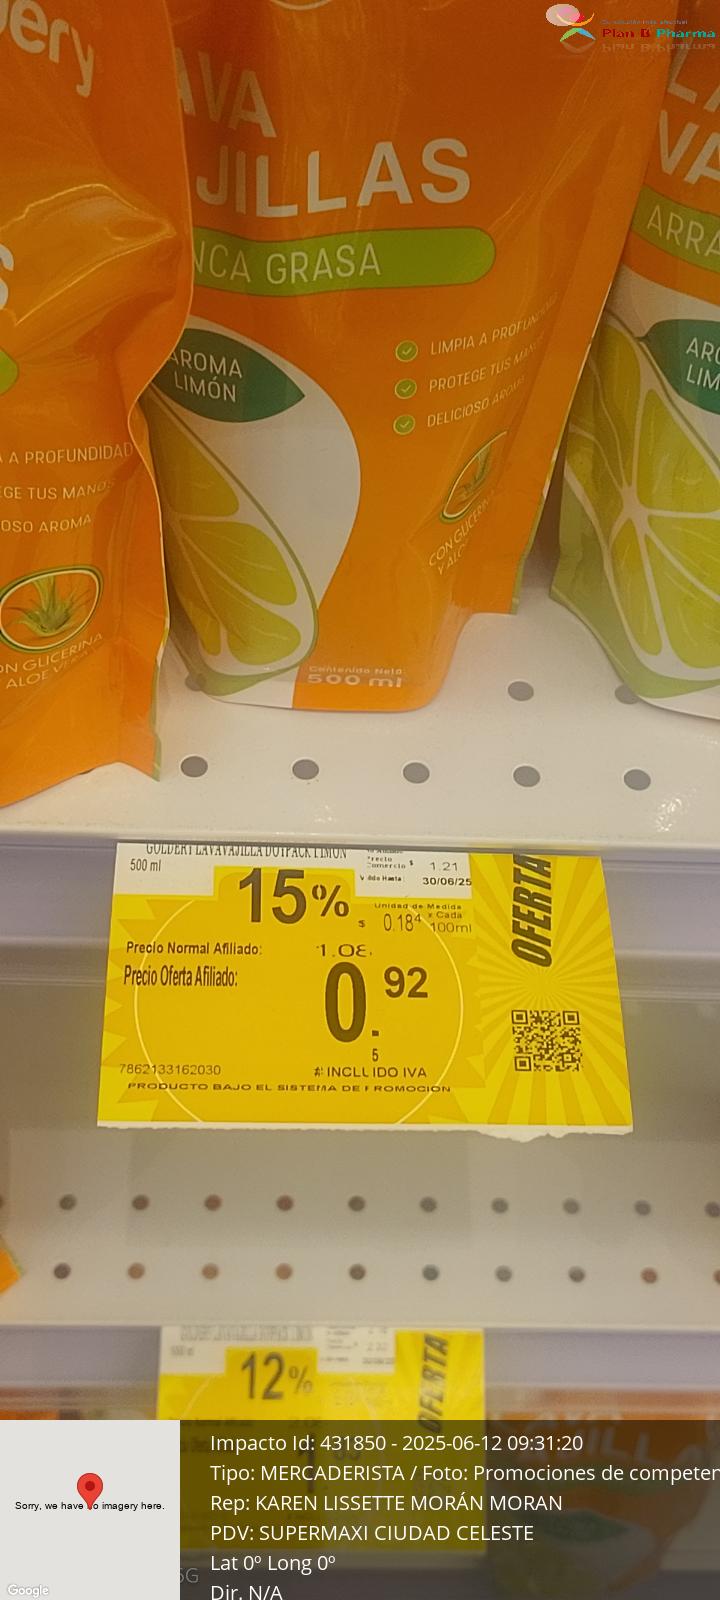 Plan B Pharma
ery
AVA
JILLAS
NCA GRASA
AROMA
LIMÓN
LIMPIA A PROFUNDIDAD
PROTEGE TUS MANOS
DELICIOSO AROMA
CON GLICERINA
Y ALOE
Contenido Neto:
500 ml
S
A PROFUNDIDAD
EGE TUS MANOS
OSO AROMA
ON GLICERINA
ALOE VERA
VA
ARRA
ARO
LIM
GOLDERY LAVAVAJILLA DOYPACK LIMON
500 ml
Precio
Comercio $ 1.21
Válido Hasta: 30/06/25
15%
Unidad de Medida
$ 0.184 x Cada
100ml
OFERTA
Precio Normal Afiliado: 1.08
Precio Oferta Afiliado: 0.92
5
7862133162030
# INCLUIDO IVA
PRODUCTO BAJO EL SISTEMA DE PROMOCION
12%
OFERTA
Impacto Id: 431850 - 2025-06-12 09:31:20
Tipo: MERCADERISTA / Foto: Promociones de competen
Rep: KAREN LISSETTE MORÁN MORAN
PDV: SUPERMAXI CIUDAD CELESTE
Lat 0º Long 0º
Dir. N/A
Sorry, we have no imagery here.
Google
5G